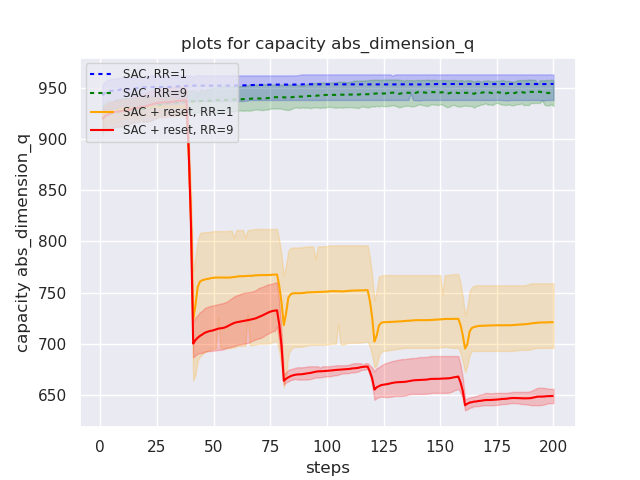 plots for capacity abs_dimension_q
SAC, RR=1
SAC, RR=9
SAC + reset, RR=1
SAC + reset, RR=9
capacity abs_dimension_q
950
900
850
800
750
700
650
0
25
50
75
100
125
150
175
200
steps